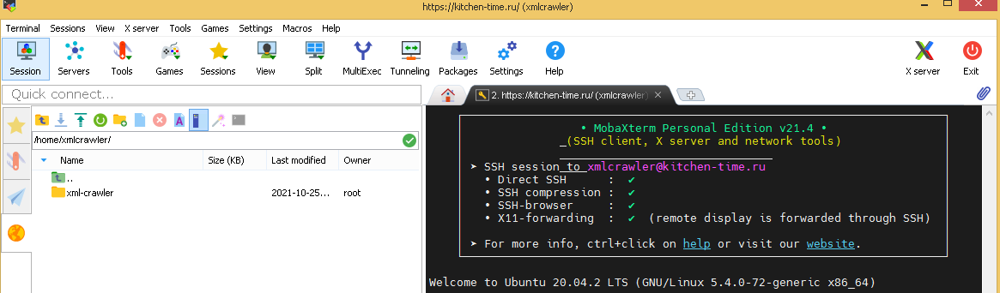 https://kitchen-time.ru/ (xmlcrawler)
Terminal Sessions View X server Tools Games Settings Macros Help
Session Servers Tools Games Sessions View Split MultiExec Tunneling Packages Settings Help X server Exit
Quick connect...
2. https://kitchen-time.ru/ (xmlcrawler)
/home/xmlcrawler/
Name Size (KB) Last modified Owner
..
xml-crawler 2021-10-25... root
• MobaXterm Personal Edition v21.4 •
(SSH client, X server and network tools)
➤ SSH session to xmlcrawler@kitchen-time.ru
• Direct SSH : ✔
• SSH compression : ✔
• SSH-browser : ✔
• X11-forwarding : ✔ (remote display is forwarded through SSH)
➤ For more info, ctrl+click on help or visit our website.
Welcome to Ubuntu 20.04.2 LTS (GNU/Linux 5.4.0-72-generic x86_64)